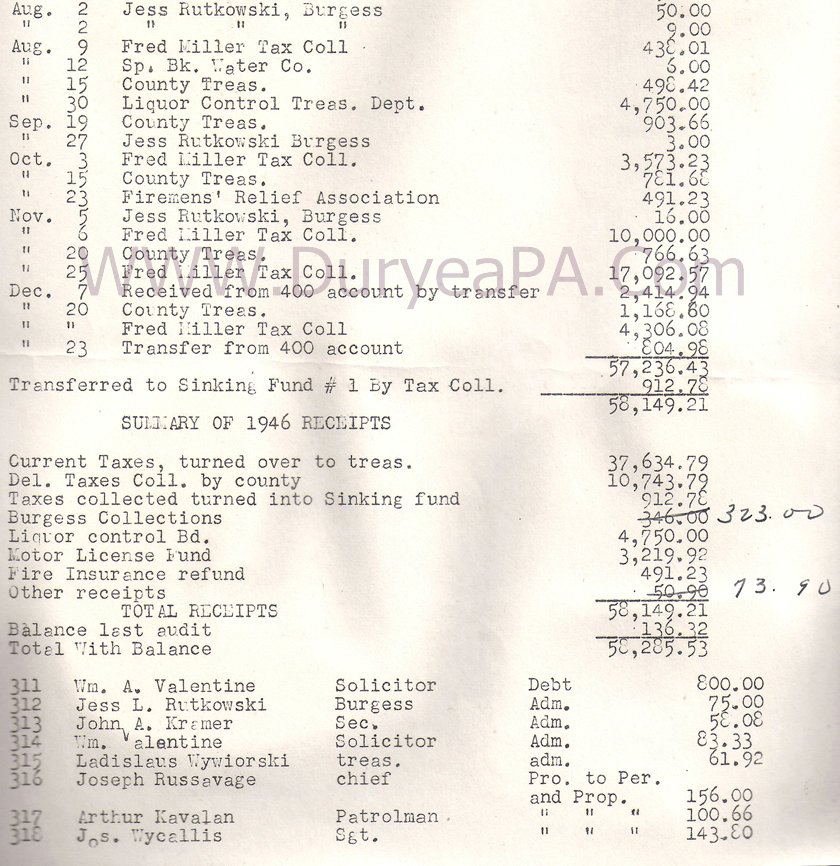 Aug. 2 Jess Rutkowski, Burgess 50.00
" 2 " " " 9.00
Aug. 9 Fred Miller Tax Coll 438.01
" 12 Sp. Bk. Water Co. 6.00
" 15 County Treas. 498.42
" 30 Liquor Control Treas. Dept. 4,750.00
Sep. 19 County Treas. 903.66
" 27 Jess Rutkowski Burgess 3.00
Oct. 3 Fred Miller Tax Coll. 3,573.23
" 15 County Treas. 781.68
" 23 Firemens' Relief Association 491.23
Nov. 5 Jess Rutkowski, Burgess 16.00
" 6 Fred Miller Tax Coll. 10,000.00
" 20 County Treas. 766.63
" 25 Fred Miller Tax Coll. 17,092.57
www.DuryeaPA.Com
Dec. 7 Received from 400 account by transfer 2,414.94
" 20 County Treas. 1,168.80
" " Fred Miller Tax Coll 4,306.08
" 23 Transfer from 400 account 804.98
57,236.43
Transferred to Sinking Fund # 1 By Tax Coll. 912.78
58,149.21
SUMMARY OF 1946 RECEIPTS
Current Taxes, turned over to treas. 37,634.79
Del. Taxes Coll. by county 10,743.79
Taxes collected turned into Sinking fund 912.78
Burgess Collections 346.00 323.00
Liquor control Bd. 4,750.00
Motor License Fund 3,219.92
Fire Insurance refund 491.23
Other receipts 50.90 73.90
TOTAL RECEIPTS 58,149.21
Balance last audit 136.32
Total With Balance 58,285.53
311 Wm. A. Valentine Solicitor Debt 800.00
312 Jess L. Rutkowski Burgess Adm. 75.00
313 John A. Kramer Sec. Adm. 58.08
314 Wm. Valentine Solicitor Adm. 83.33
315 Ladislaus Wywiorski treas. adm. 61.92
316 Joseph Russavage chief Pro. to Per.
and Prop. 156.00
317 Arthur Kavalan Patrolman " " " 100.66
318 Jos. Wycallis Sgt. " " " 143.80